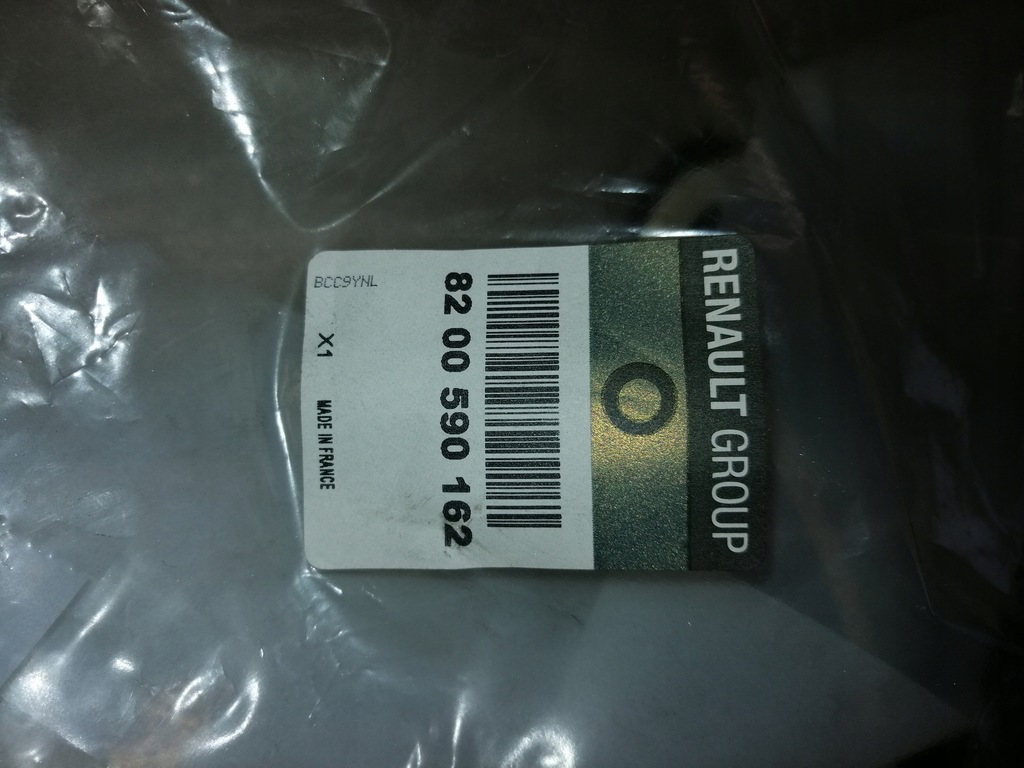 RENAULT GROUP
82 00 590 162
X1 MADE IN FRANCE
BCC9YNL